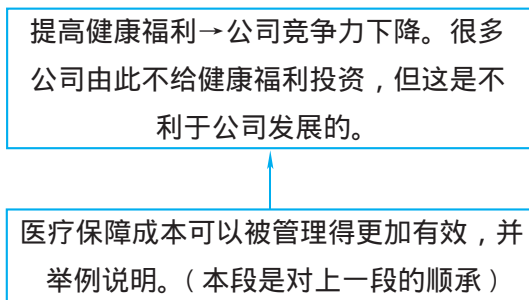 提高健康福利→公司竞争力下降。很多
公司由此不给健康福利投资，但这是不
利于公司发展的。
医疗保障成本可以被管理得更加有效，并
举例说明。（本段是对上一段的顺承）